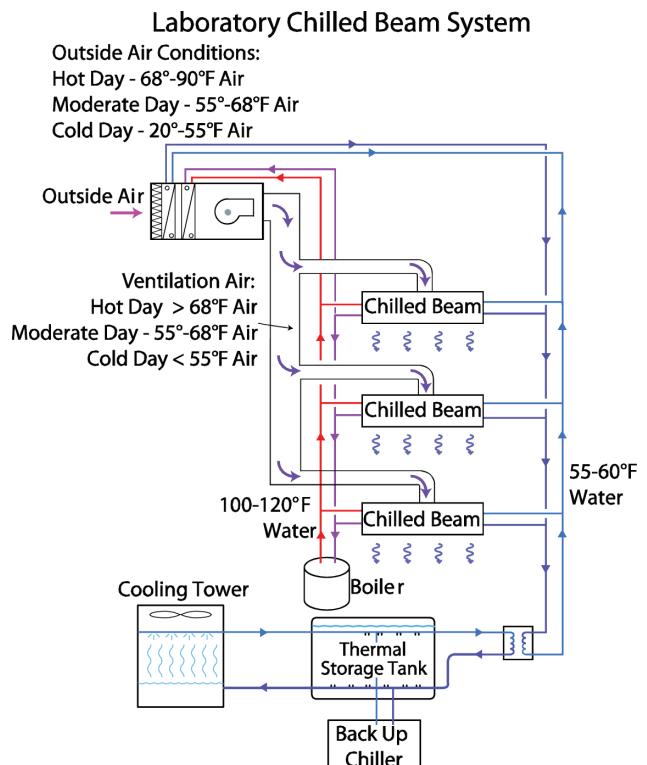 Laboratory Chilled Beam System
Outside Air Conditions:
Hot Day - 68°-90°F Air
Moderate Day - 55°-68°F Air
Cold Day - 20°-55°F Air
Outside Air
Ventilation Air:
Hot Day > 68°F Air
Moderate Day - 55°-68°F Air
Cold Day < 55°F Air
Chilled Beam
Chilled Beam
Chilled Beam
55-60°F
Water
100-120°F
Water
Boiler
Cooling Tower
Thermal
Storage Tank
Back Up
Chiller